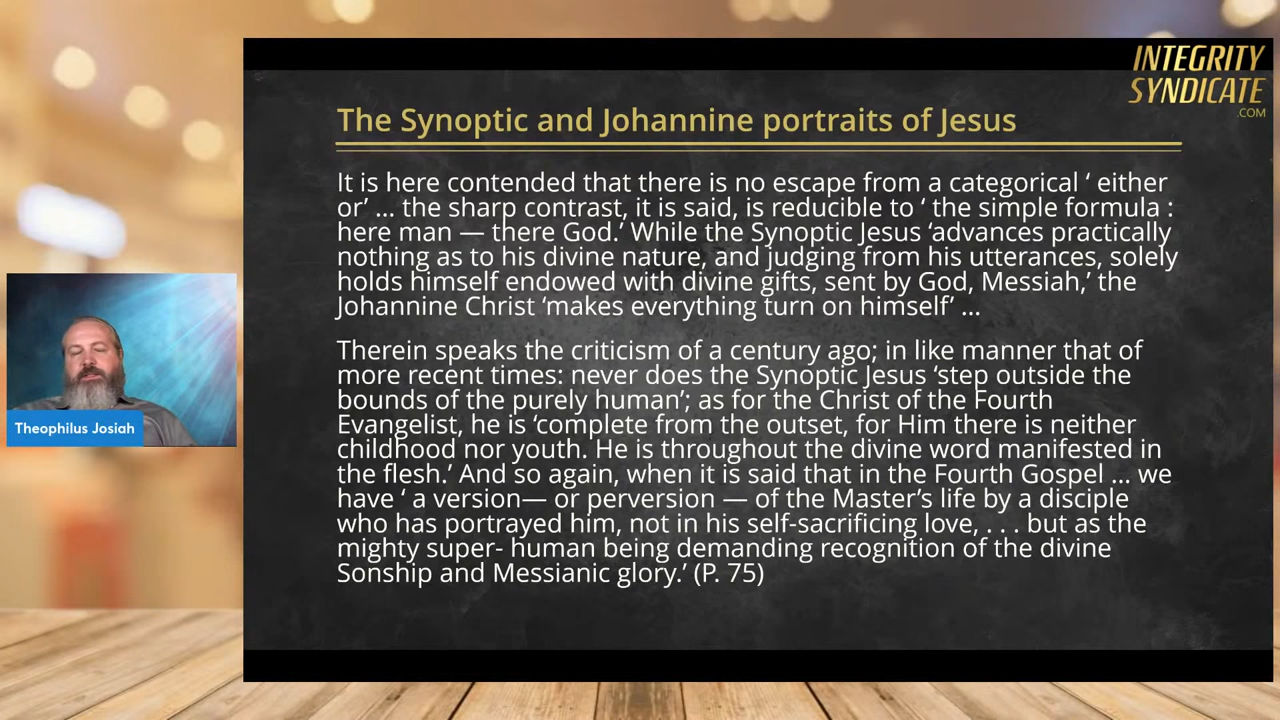 INTEGRITY
SYNDICATE
.COM
The Synoptic and Johannine portraits of Jesus
It is here contended that there is no escape from a categorical ‘ either
or’ ... the sharp contrast, it is said, is reducible to ‘ the simple formula :
here man — there God.’ While the Synoptic Jesus ‘advances practically
nothing as to his divine nature, and judging from his utterances, solely
holds himself endowed with divine gifts, sent by God, Messiah,’ the
Johannine Christ ‘makes everything turn on himself’ ...
Therein speaks the criticism of a century ago; in like manner that of
more recent times: never does the Synoptic Jesus ‘step outside the
bounds of the purely human’; as for the Christ of the Fourth
Evangelist, he is ‘complete from the outset, for Him there is neither
childhood nor youth. He is throughout the divine word manifested in
the flesh.’ And so again, when it is said that in the Fourth Gospel ... we
have ‘ a version— or perversion — of the Master’s life by a disciple
who has portrayed him, not in his self-sacrificing love, . . . but as the
mighty super- human being demanding recognition of the divine
Sonship and Messianic glory.’ (P. 75)
Theophilus Josiah